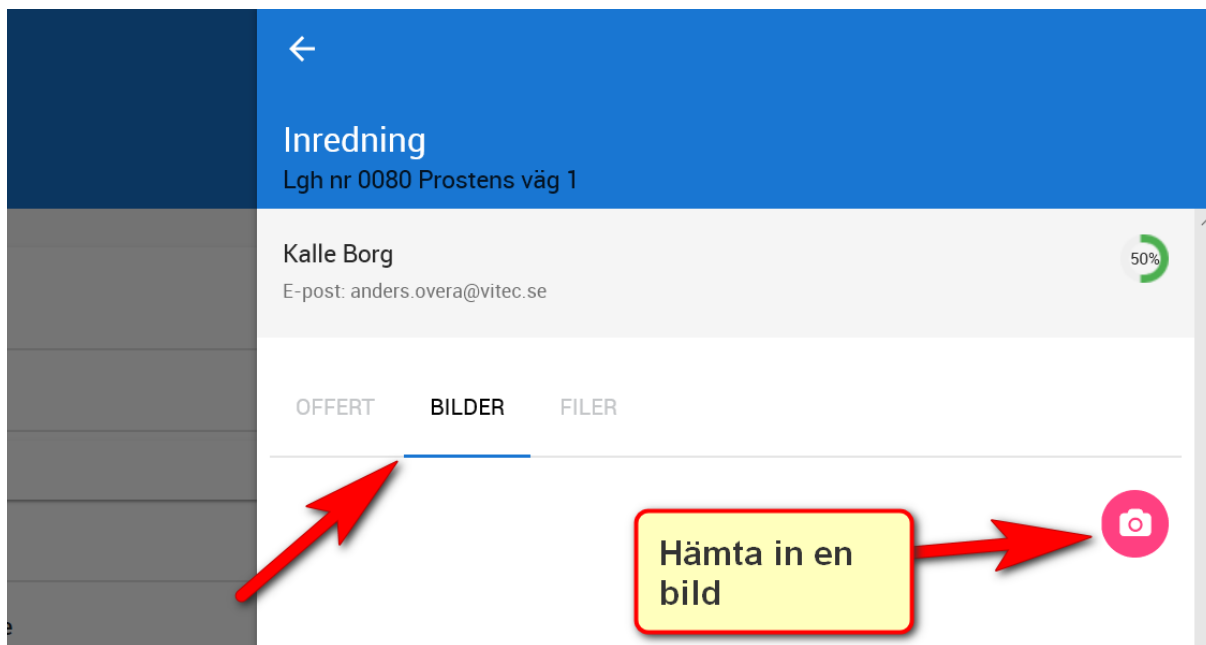 Inredning
Lgh nr 0080 Prostens väg 1
Kalle Borg
50%
E-post: anders.overa@vitec.se
OFFERT BILDER FILER
Hämta in en
bild
e